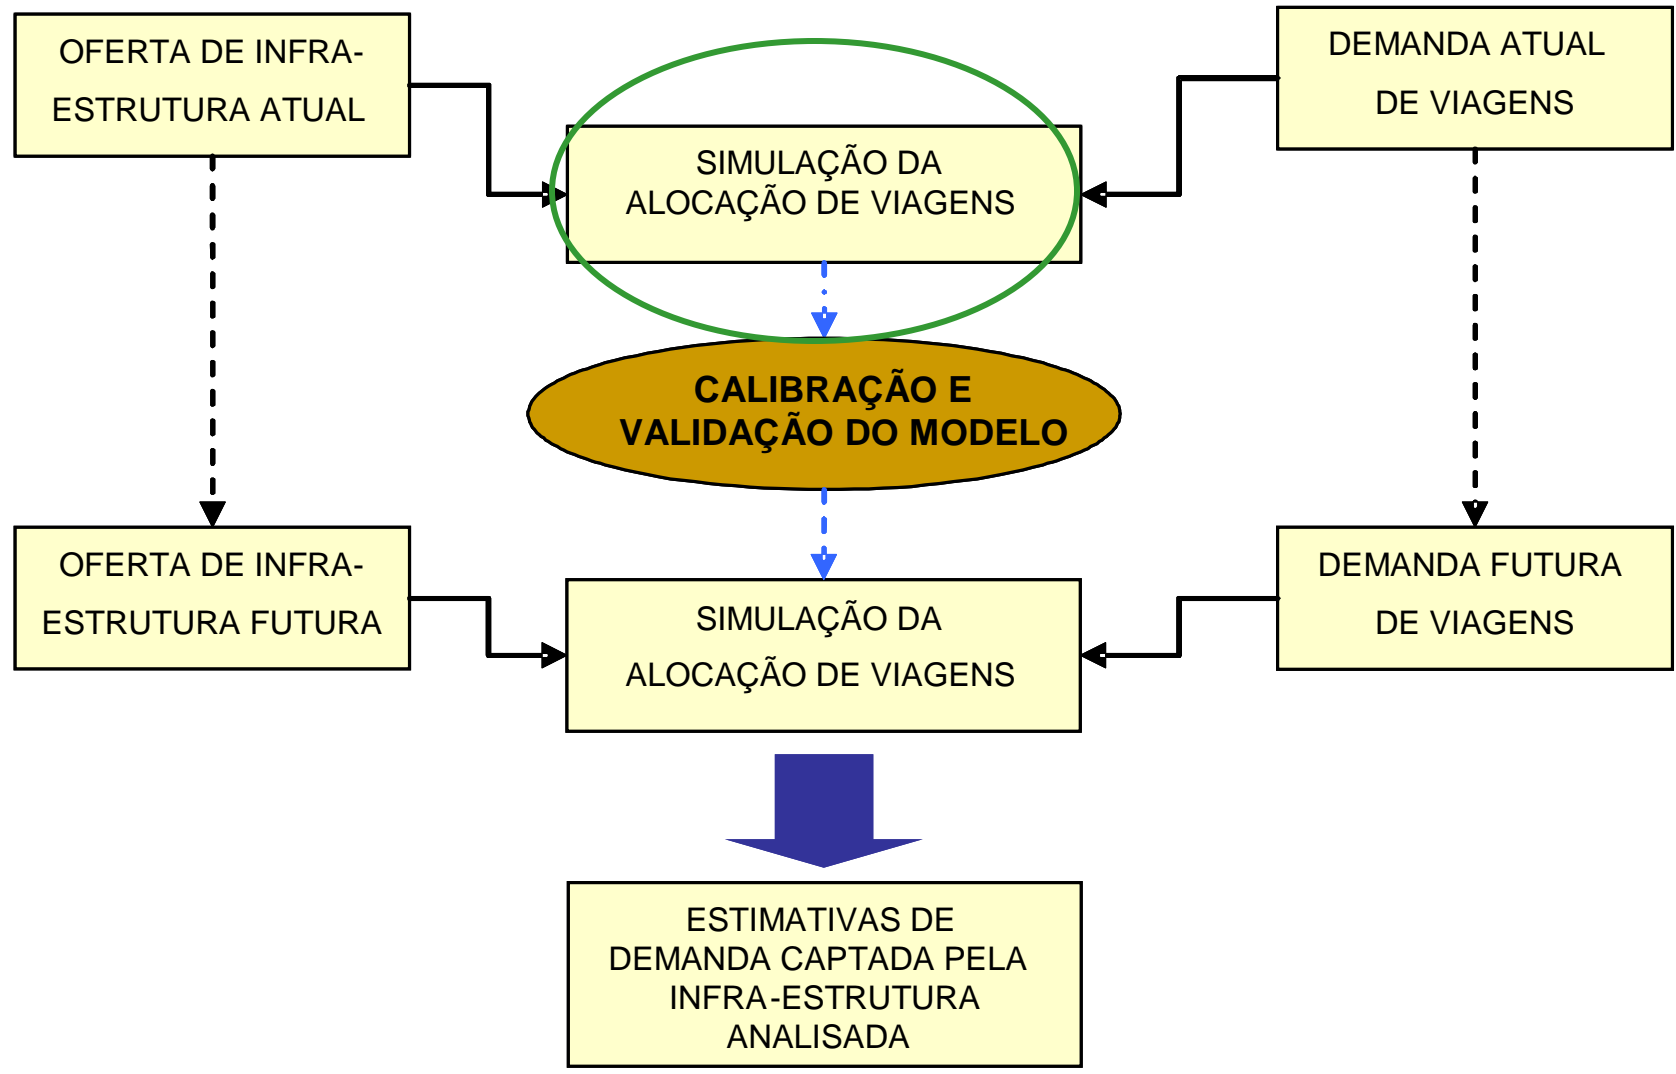 OFERTA DE INFRA-
ESTRUTURA ATUAL
SIMULAÇÃO DA
ALOCAÇÃO DE VIAGENS
DEMANDA ATUAL
DE VIAGENS
CALIBRAÇÃO E
VALIDAÇÃO DO MODELO
OFERTA DE INFRA-
ESTRUTURA FUTURA
SIMULAÇÃO DA
ALOCAÇÃO DE VIAGENS
DEMANDA FUTURA
DE VIAGENS
ESTIMATIVAS DE
DEMANDA CAPTADA PELA
INFRA-ESTRUTURA
ANALISADA